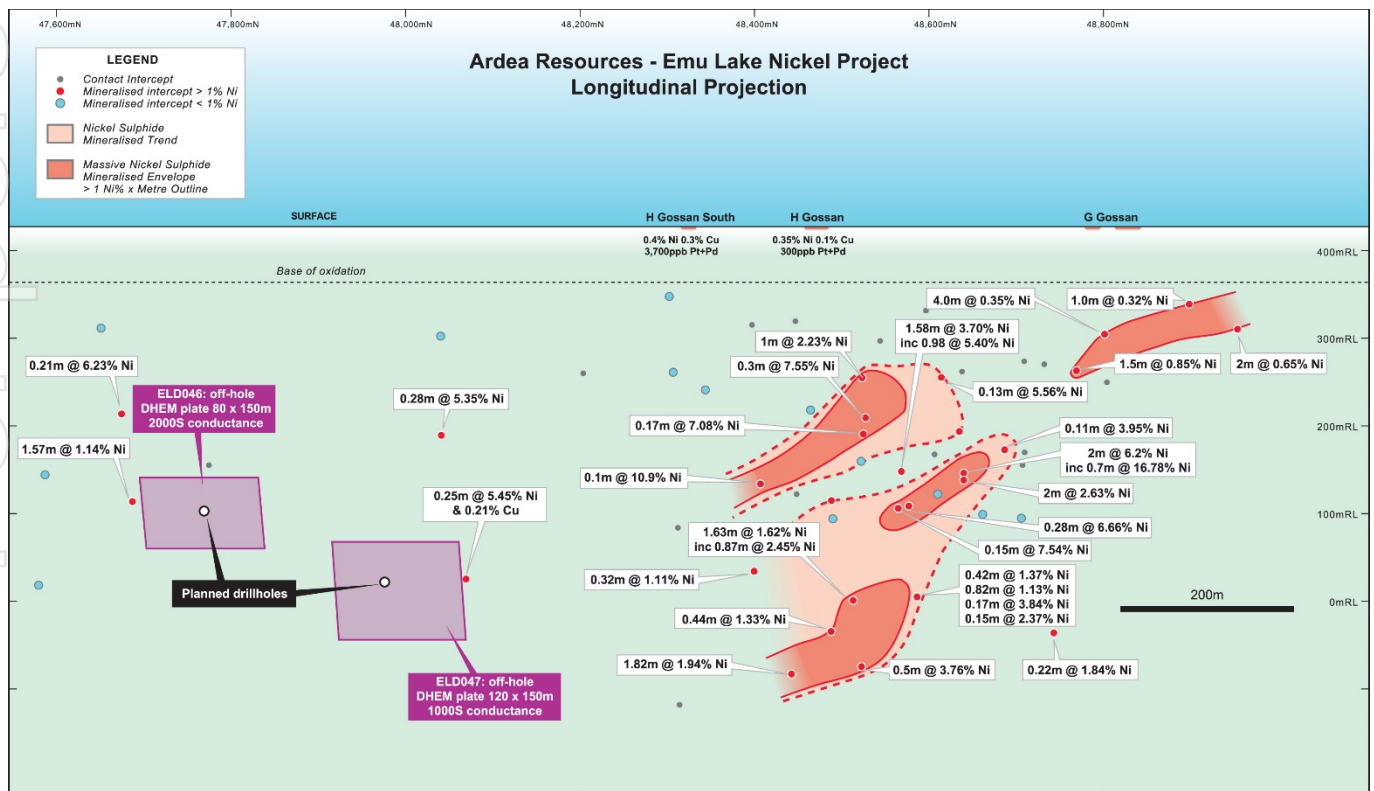 47,600mN
47,800mN
48,000mN
48,200mN
48,400mN
48,600mN
48,800mN
LEGEND
Contact Intercept
Mineralised intercept > 1% Ni
Mineralised intercept < 1% Ni
Nickel Sulphide
Mineralised Trend
Massive Nickel Sulphide
Mineralised Envelope
> 1 Ni% x Metre Outline
Ardea Resources - Emu Lake Nickel Project
Longitudinal Projection
SURFACE
H Gossan South
H Gossan
G Gossan
0.4% Ni 0.3% Cu
3,700ppb Pt+Pd
0.35% Ni 0.1% Cu
300ppb Pt+Pd
400mRL
Base of oxidation
4.0m @ 0.35% Ni
1.0m @ 0.32% Ni
1.58m @ 3.70% Ni
inc 0.98 @ 5.40% Ni
1m @ 2.23% Ni
300mRL
0.21m @ 6.23% Ni
0.3m @ 7.55% Ni
1.5m @ 0.85% Ni
2m @ 0.65% Ni
ELD046: off-hole
DHEM plate 80 x 150m
2000S conductance
0.28m @ 5.35% Ni
0.13m @ 5.56% Ni
0.17m @ 7.08% Ni
0.11m @ 3.95% Ni
200mRL
1.57m @ 1.14% Ni
2m @ 6.2% Ni
inc 0.7m @ 16.78% Ni
0.1m @ 10.9% Ni
2m @ 2.63% Ni
0.25m @ 5.45% Ni
& 0.21% Cu
1.63m @ 1.62% Ni
inc 0.87m @ 2.45% Ni
0.28m @ 6.66% Ni
100mRL
0.15m @ 7.54% Ni
0.32m @ 1.11% Ni
Planned drillholes
0.42m @ 1.37% Ni
0.82m @ 1.13% Ni
0.17m @ 3.84% Ni
0.15m @ 2.37% Ni
200m
0mRL
0.44m @ 1.33% Ni
1.82m @ 1.94% Ni
0.5m @ 3.76% Ni
0.22m @ 1.84% Ni
ELD047: off-hole
DHEM plate 120 x 150m
1000S conductance